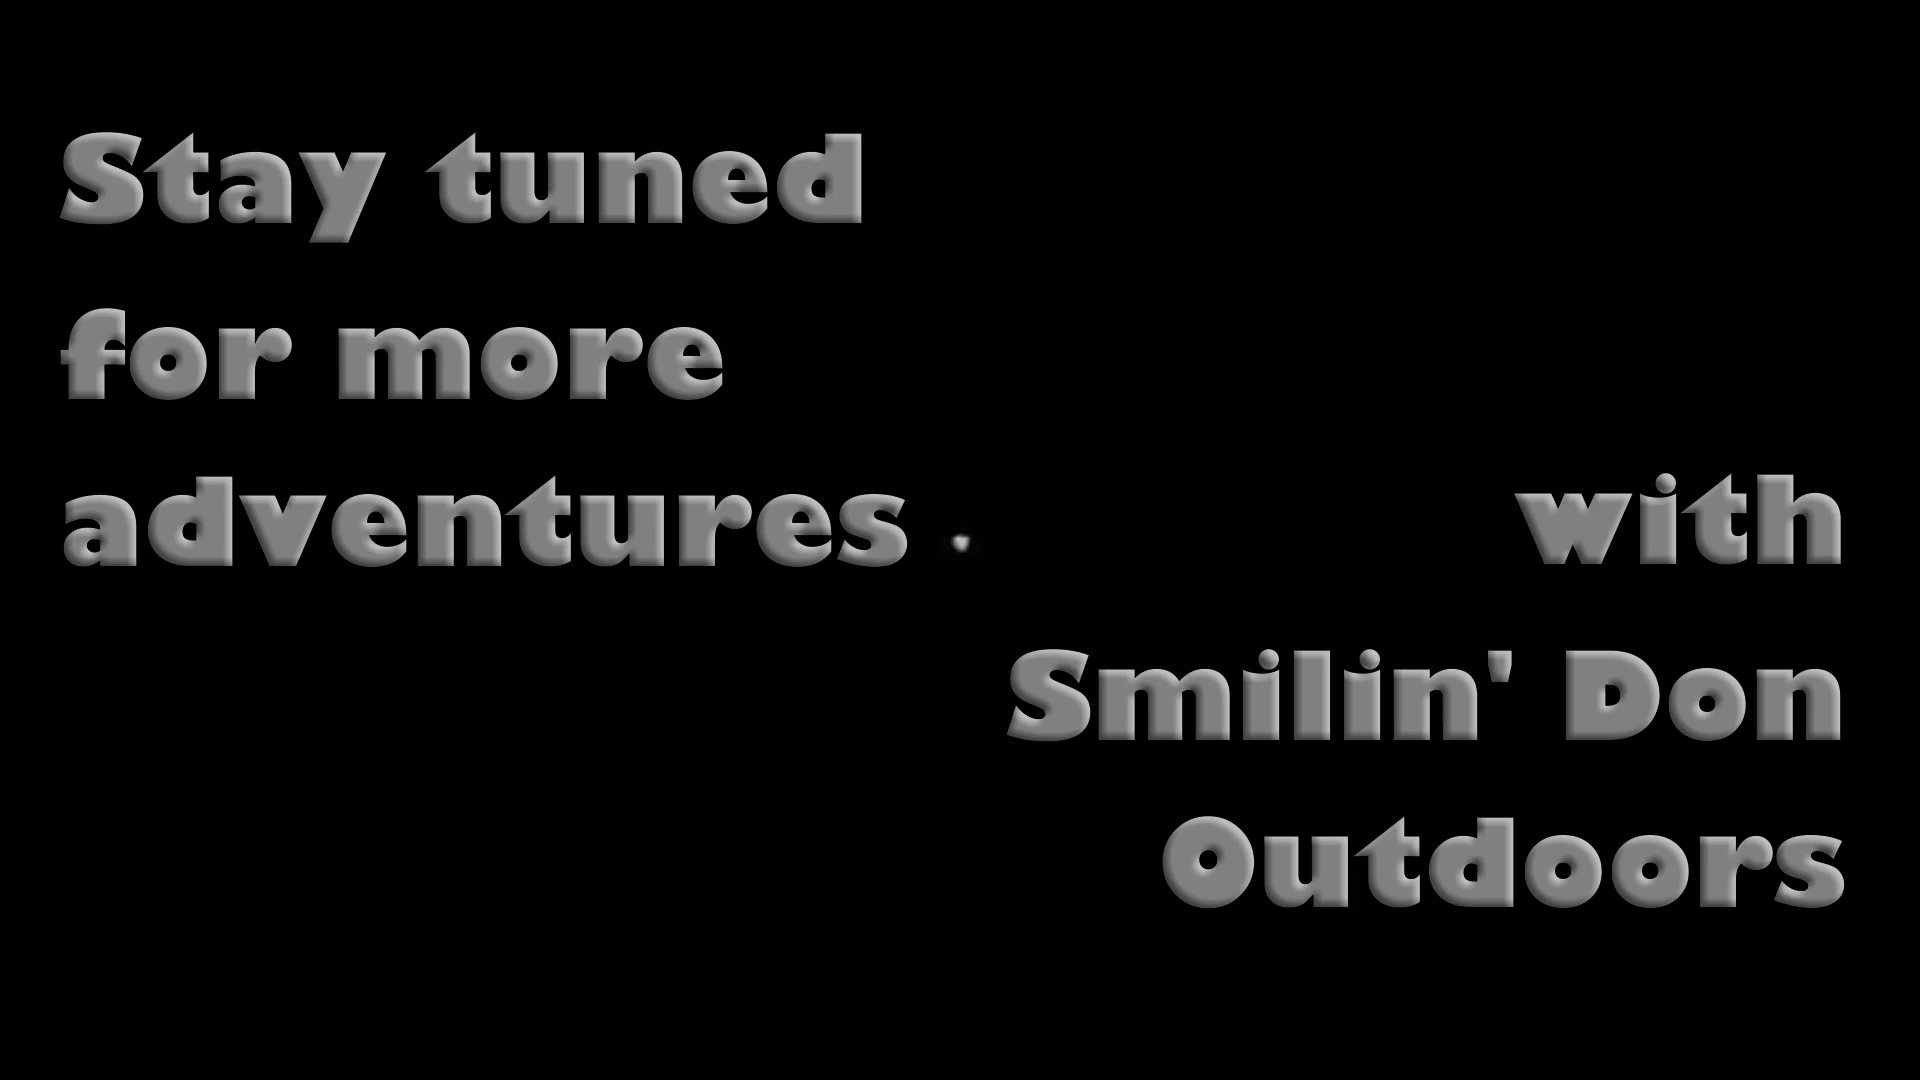 Stay tuned
for more
adventures
with
Smilin' Don
Outdoors